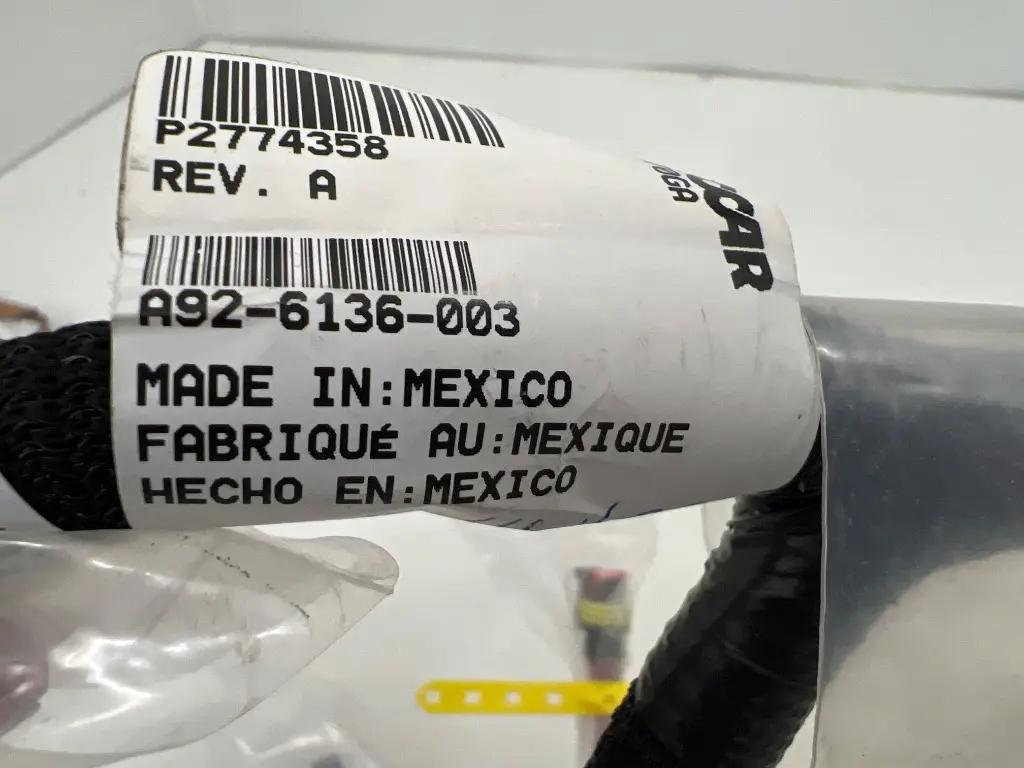 P2774358
REV. A
A92-6136-003
MADE IN:MEXICO
FABRIQUÉ AU:MEXIQUE
HECHO EN:MEXICO